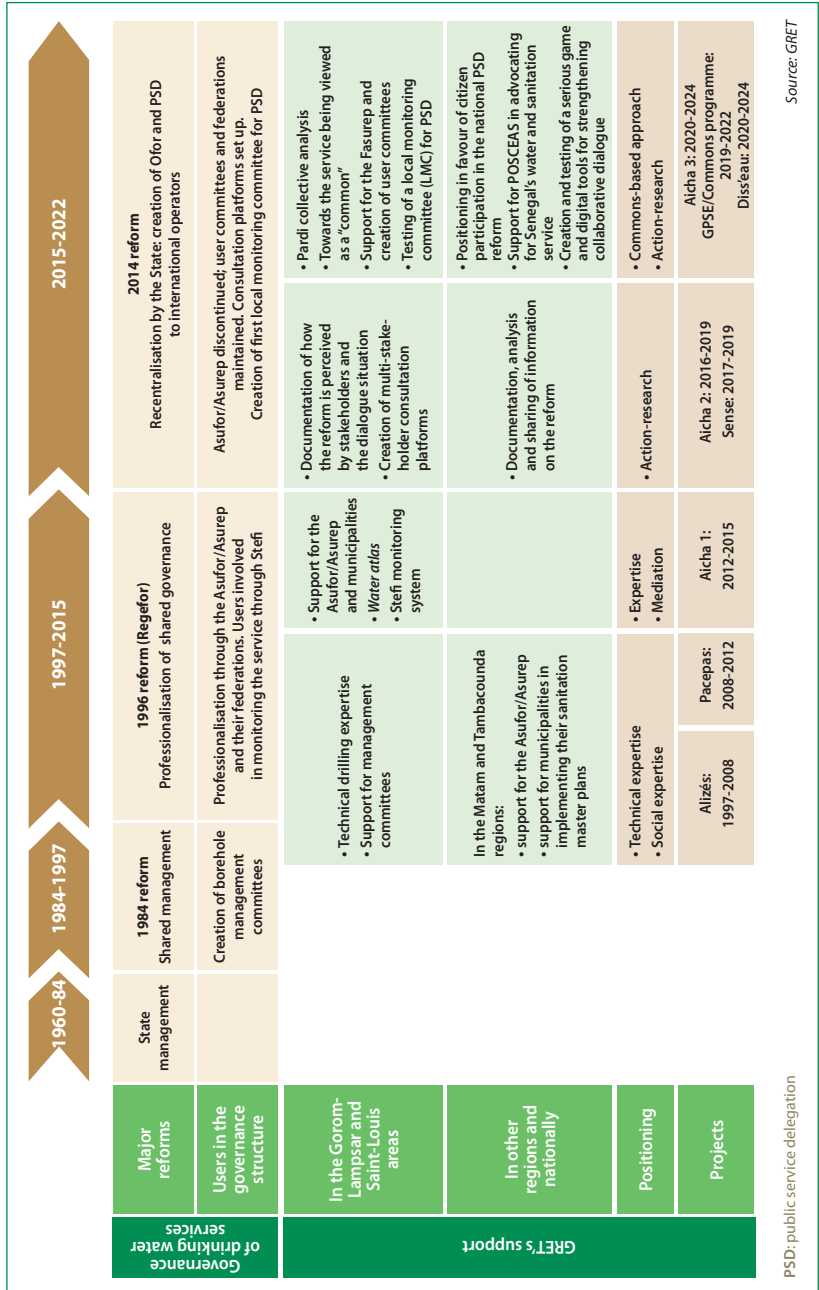 1960-84
1984-1997
1997-2015
2015-2022
Governance
of drinking water
services
Major
reforms
State
management
1984 reform
Shared management
1996 reform (Regefor)
Professionalisation of shared governance
2014 reform
Recentralisation by the State: creation of Ofor and PSD
to international operators
Users in the
governance
structure
Creation of borehole
management
committees
Professionalisation through the Asufor/Asurep
and their federations. Users involved
in monitoring the service through Stefi
Asufor/Asurep discontinued; user committees and federations
maintained. Consultation platforms set up.
Creation of first local monitoring committee for PSD
GRET's support
In the Gorom-
Lampsar and
Saint-Louis
areas
• Technical drilling expertise
• Support for management
committees
• Support for the
Asufor/Asurep
and municipalities
• Water atlas
• Stefi monitoring
system
• Documentation of how
the reform is perceived
by stakeholders and
the dialogue situation
• Creation of multi-stake-
holder consultation
platforms
• Pardi collective analysis
• Towards the service being viewed
as a "common"
• Support for the Fasurep and
creation of user committees
• Testing of a local monitoring
committee (LMC) for PSD
In other
regions and
nationally
In the Matam and Tambacounda
regions:
• support for the Asufor/Asurep
• support for municipalities in
implementing their sanitation
master plans
• Documentation, analysis
and sharing of information
on the reform
• Positioning in favour of citizen
participation in the national PSD
reform
• Support for POSCEAS in advocating
for Senegal's water and sanitation
service
• Creation and testing of a serious game
and digital tools for strengthening
collaborative dialogue
Positioning
• Technical expertise
• Social expertise
• Expertise
• Mediation
• Action-research
• Commons-based approach
• Action-research
Projects
Alizés:
1997-2008
Pacepas:
2008-2012
Aicha 1:
2012-2015
Aicha 2: 2016-2019
Sense: 2017-2019
Aicha 3: 2020-2024
GPSE/Commons programme:
2019-2022
Diss'eau: 2020-2024
PSD: public service delegation
Source: GRET